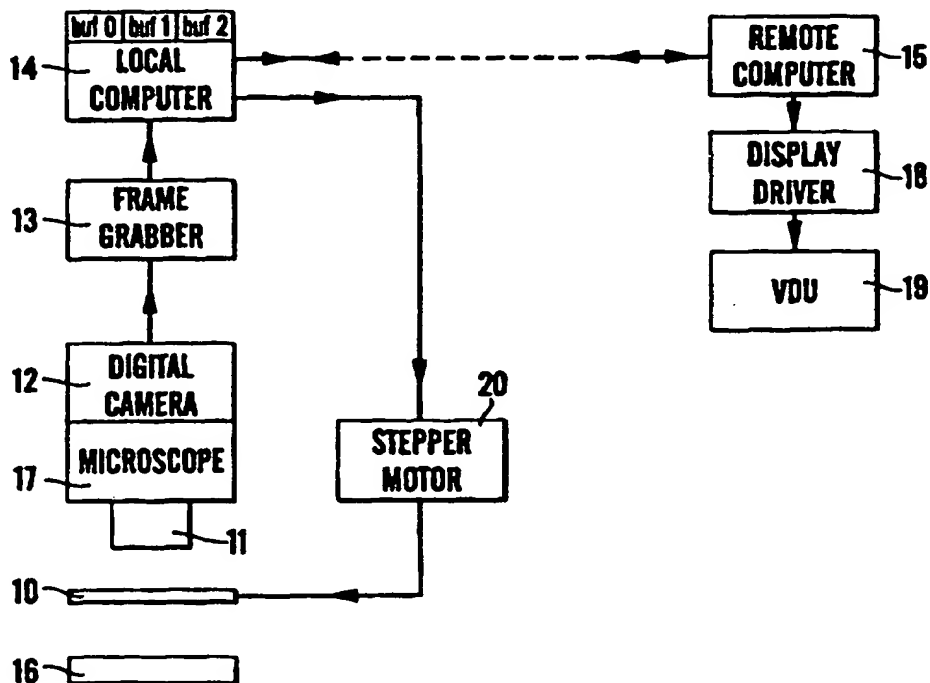 buf 0 buf 1 buf 2
14
LOCAL
COMPUTER
REMOTE
COMPUTER
15
13
FRAME
GRABBER
DISPLAY
DRIVER
18
VDU
19
12
DIGITAL
CAMERA
20
STEPPER
MOTOR
17
MICROSCOPE
11
10
16